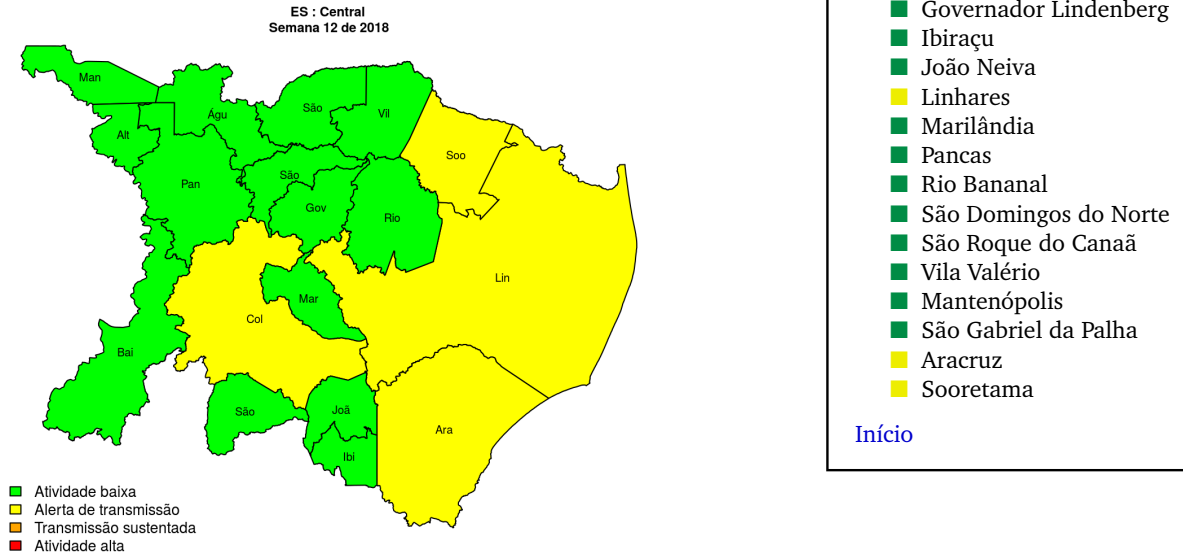 ES : Central
Semana 12 de 2018
Man
Águ
São
Vil
Alt
Soo
Pan
São
Gov
Rio
Lin
Mar
Col
Bai
São
Joã
Ara
Ibi
Atividade baixa
Alerta de transmissão
Transmissão sustentada
Atividade alta
Governador Lindenberg
Ibiraçu
João Neiva
Linhares
Marilândia
Pancas
Rio Bananal
São Domingos do Norte
São Roque do Canaã
Vila Valério
Mantenópolis
São Gabriel da Palha
Aracruz
Sooretama
Início